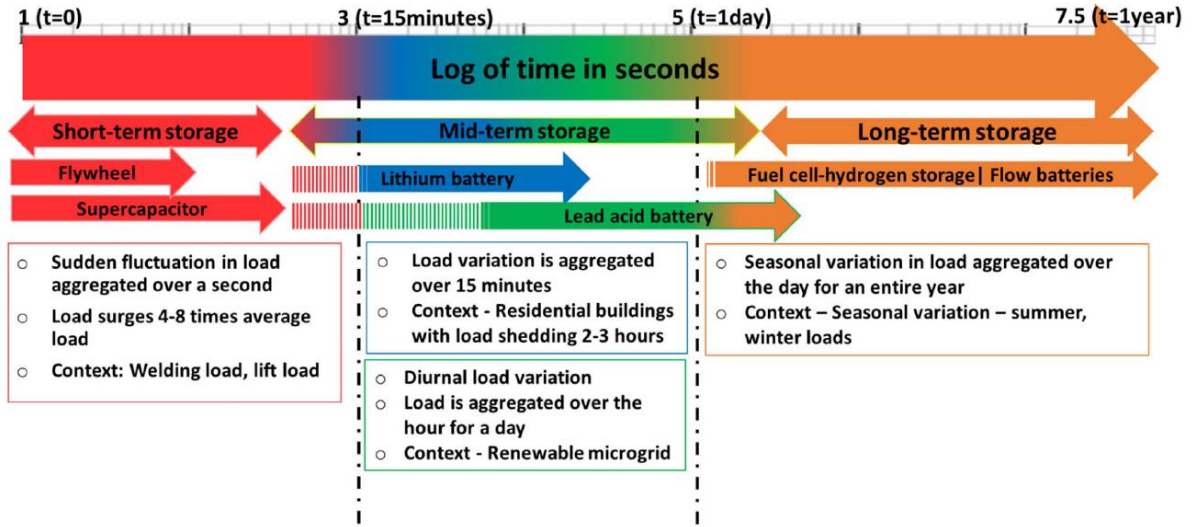 1 (t=0) 3 (t=15minutes) 5 (t=1day) 7.5 (t=1year)
Log of time in seconds
Short-term storage Mid-term storage Long-term storage
Flywheel Lithium battery Fuel cell-hydrogen storage| Flow batteries
Supercapacitor Lead acid battery
o Sudden fluctuation in load
aggregated over a second
o Load surges 4-8 times average
load
o Context: Welding load, lift load
o Load variation is aggregated
over 15 minutes
o Context - Residential buildings
with load shedding 2-3 hours
o Diurnal load variation
o Load is aggregated over the
hour for a day
o Context - Renewable microgrid
o Seasonal variation in load aggregated over
the day for an entire year
o Context – Seasonal variation – summer,
winter loads